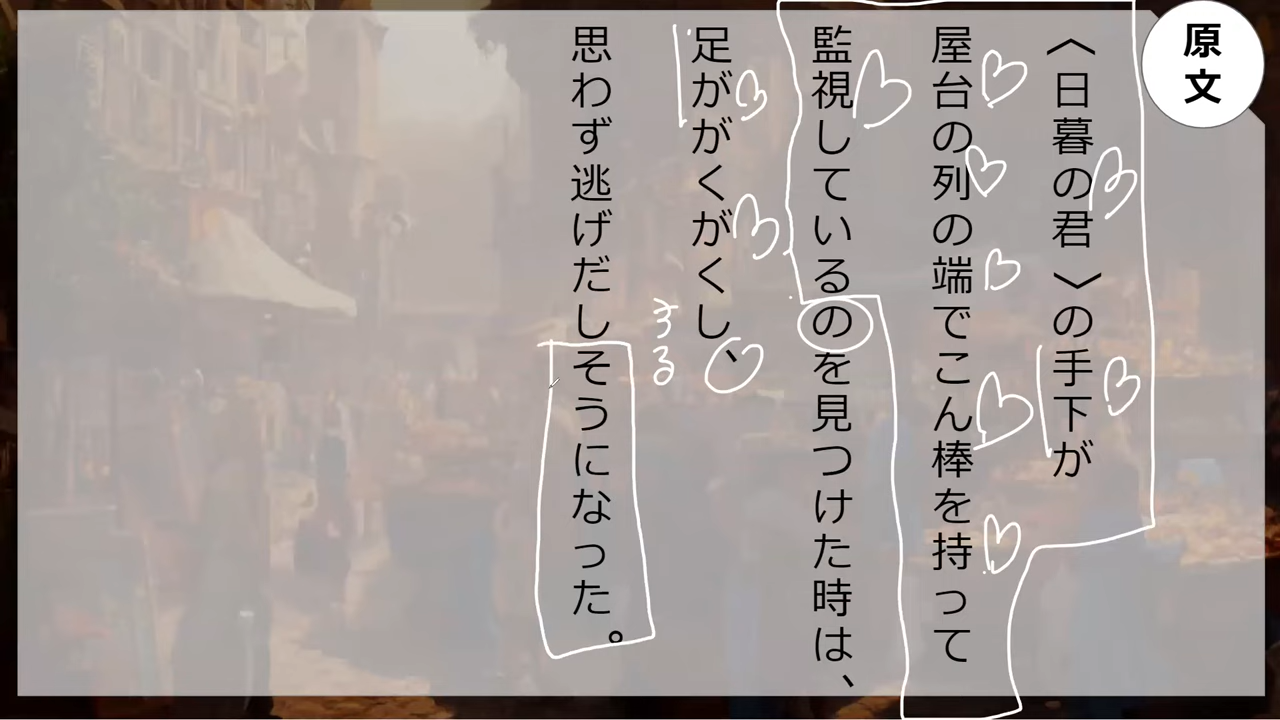 原文
〈日暮の君〉の手下が
屋台の列の端でこん棒を持って
監視しているのを見つけた時は、
足ががくがくし、
する
思わず逃げだしそうになった。